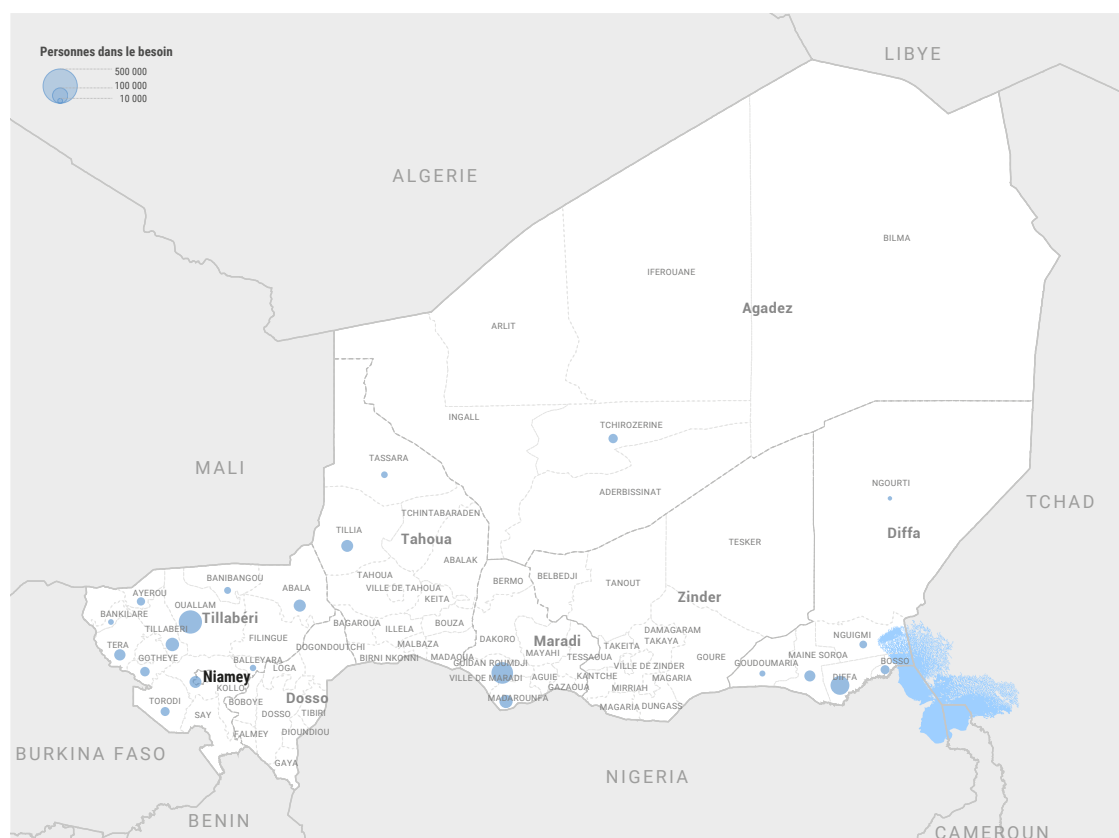 Personnes dans le besoin
500 000
100 000
10 000
LIBYE
ALGERIE
BILMA
IFEROUANE
Agadez
ARLIT
INGALL
TCHIROZERINE
TASSARA
MALI
NGOURTI
ADERBISSINAT
TCHAD
TCHINTABARADEN
TILLIA
Tahoua
Diffa
TESKER
ABALAK
TAHOUA
BANIBANGOU
BERMO
BELBEDJI
TANOUT
VILLE DE TAHOUA
ABALA
AYEROU
KEITA
Zinder
OUALLAM
BANKILARE
Tillabéri
BAGAROUA
BOUZA
TILLABERI
ILLELA
DAMAGARAM
TAKAYA
NGUIGMI
FILINGUE
DAKORO
Maradi
TERA
DOGONDOUTCHI
MALBAZA
TAKEITA
MAYAHI
GOTHEYE
BIRNI NKONNI
MADAOUA
TESSAOUA
GOURE
MAINE SOROA
BALLEYARA
GUIDAN ROUMDJI
VILLE DE ZINDER
GOUDOUMARIA
BOSSO
LOGA
Niamey
VILLE DE MARADI
AGUIE
KANTCHE
MAGARIA
DIFFA
KOLLO
GAZAOUA
MIRRIAH
Dosso
MADAROUNFA
TORODI
BOBOYE
MAGARIA
DUNGASS
SAY
DOSSO
TIBIRI
FALMEY
DIOUNDIOU
BURKINA FASO
GAYA
NIGERIA
BENIN
CAMEROUN